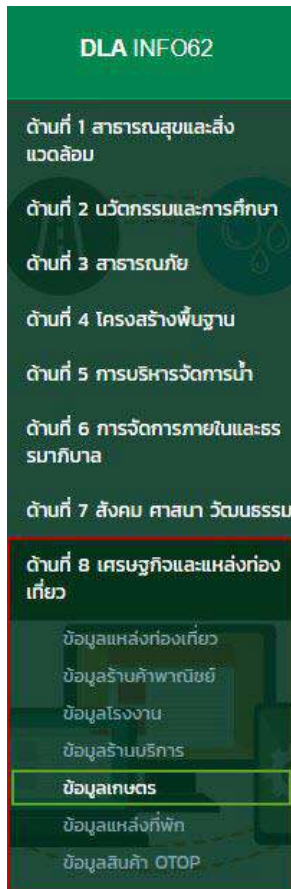 DLA INFO62
ด้านที่ 1 สาธารณสุขและสิ่ง
แวดล้อม
ด้านที่ 2 นวัตกรรมและการศึกษา
ด้านที่ 3 สาธารณภัย
ด้านที่ 4 โครงสร้างพื้นฐาน
ด้านที่ 5 การบริหารจัดการน้ำ
ด้านที่ 6 การจัดการภายในและธร
รมาภิบาล
ด้านที่ 7 สังคม ศาสนา วัฒนธรรม
ด้านที่ 8 เศรษฐกิจและแหล่งท่อง
เที่ยว
ข้อมูลแหล่งท่องเที่ยว
ข้อมูลร้านค้าพาณิชย์
ข้อมูลโรงงาน
ข้อมูลร้านบริการ
ข้อมูลเกษตร
ข้อมูลแหล่งที่พัก
ข้อมูลสินค้า OTOP